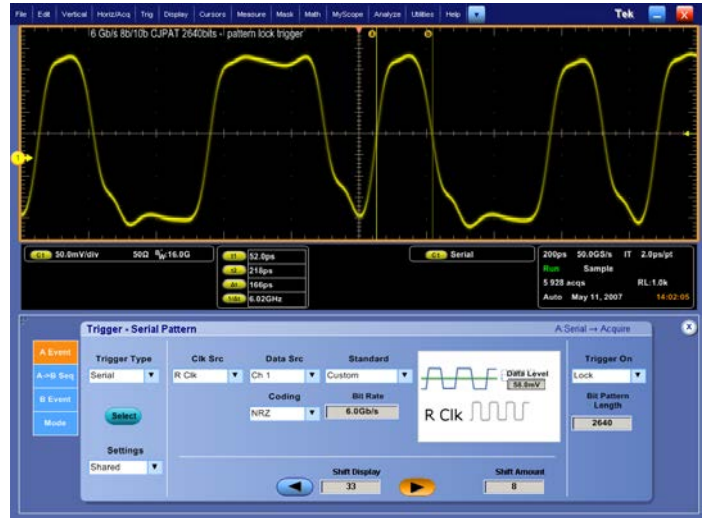 File Edit Vertical Horiz/Acq Trig Display Cursors Measure Mask Math MyScope Analyze Utilities Help Tek
6 Gb/s 8b/10b CJPAT 2640bits - pattern lock trigger
a b
1
C1 50.0mV/div 50Ω BW:16.0G
t1 52.0ps
t2 218ps
Δt 166ps
1/Δt 6.02GHz
C1 Serial
200ps 50.0GS/s IT 2.0ps/pt
Run Sample
5 928 acqs RL:1.0k
Auto May 11, 2007 14:02:05
Trigger - Serial Pattern A:Serial → Acquire X
A Event
A->B Seq
B Event
Mode
Trigger Type
Serial
Select
Settings
Shared
Clk Src
R Clk
Data Src
Ch 1
Coding
NRZ
Standard
Custom
Bit Rate
6.0Gb/s
Data Level
56.0mV
R Clk
Trigger On
Lock
Bit Pattern
Length
2640
Shift Display
33
Shift Amount
8